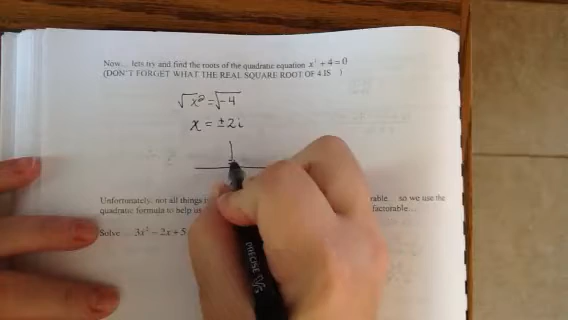 Now... lets try and find the roots of the quadratic equation x² + 4 = 0
(DON'T FORGET WHAT THE REAL SQUARE ROOT OF 4 IS )
√x² = √-4
x = ±2i
Unfortunately, not all things rable... so we use the
quadratic formula to help us factorable...
Solve ... 3x² - 2x + 5